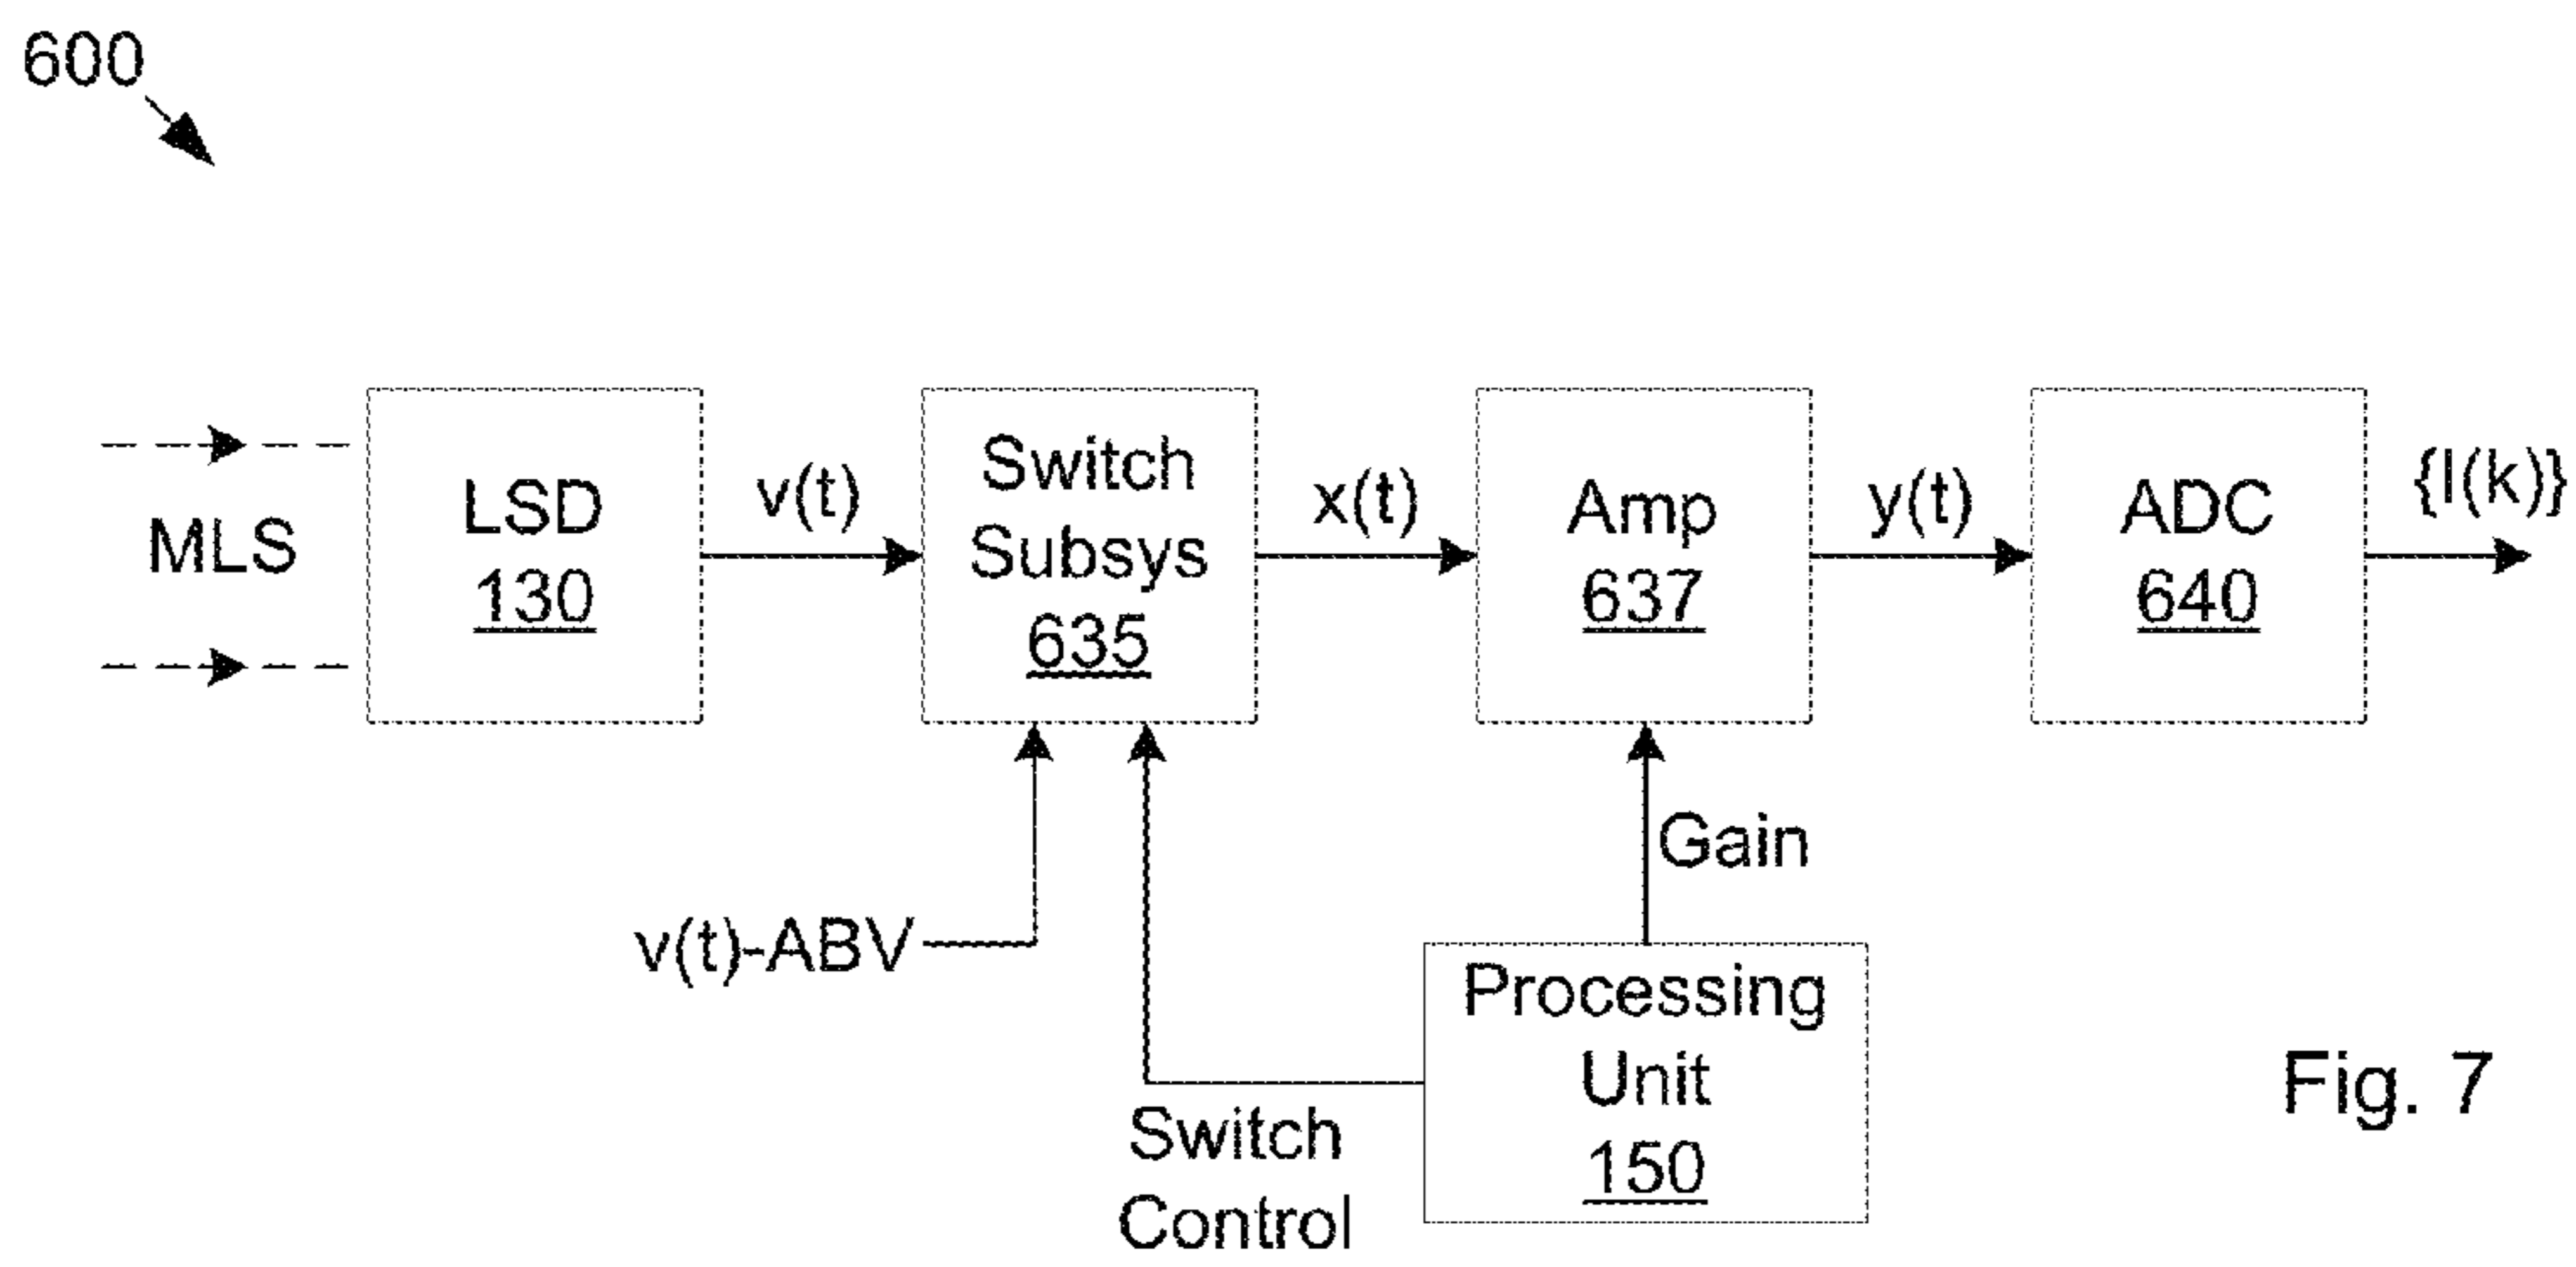 600
MLS
LSD
130
v(t)
Switch
Subsys
635
x(t)
Amp
637
y(t)
ADC
640
{I(k)}
v(t)-ABV
Gain
Switch
Control
Processing
Unit
150
Fig. 7